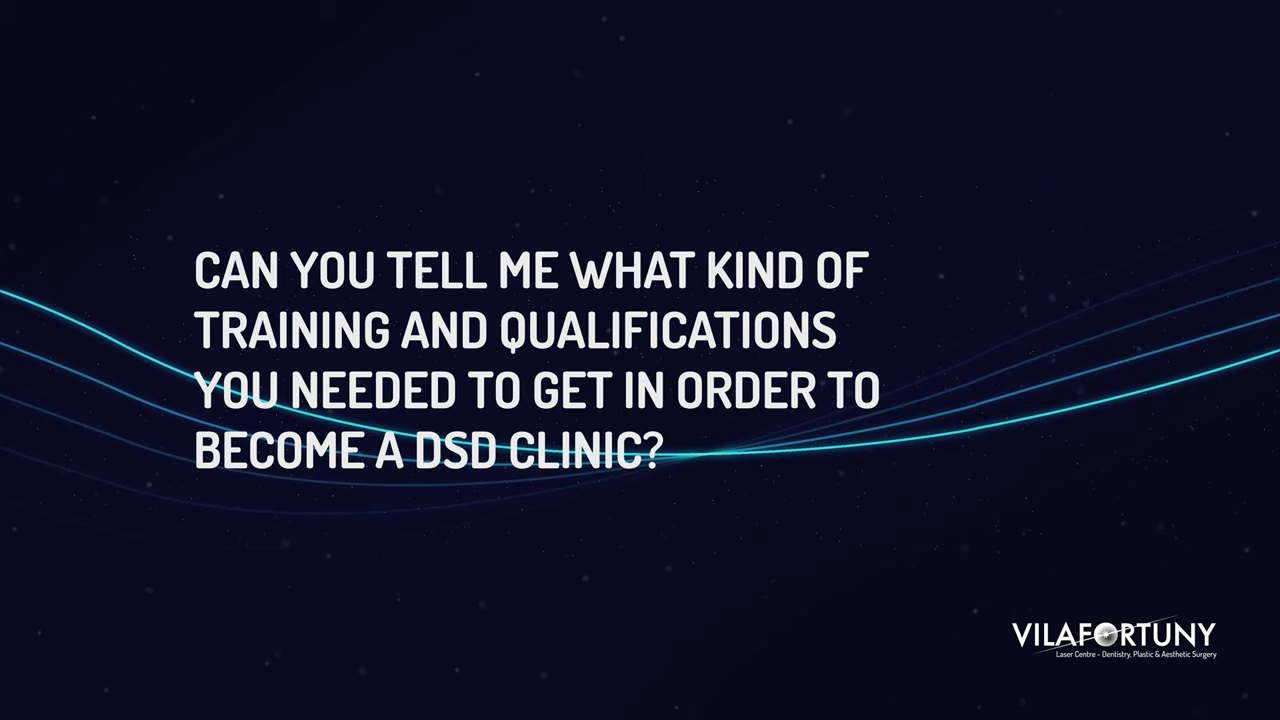 CAN YOU TELL ME WHAT KIND OF
TRAINING AND QUALIFICATIONS
YOU NEEDED TO GET IN ORDER TO
BECOME A DSD CLINIC?
VILAFORTUNY
Laser Centre - Dentistry, Plastic & Aesthetic Surgery